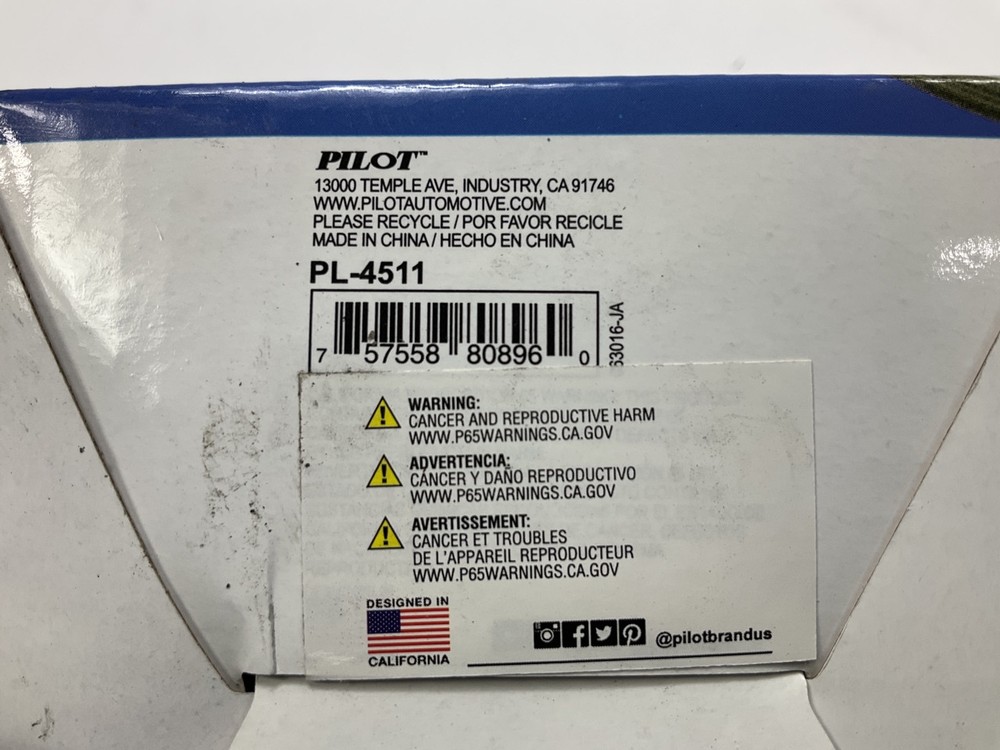 PILOT™
13000 TEMPLE AVE, INDUSTRY, CA 91746
WWW.PILOTAUTOMOTIVE.COM
PLEASE RECYCLE / POR FAVOR RECICLE
MADE IN CHINA / HECHO EN CHINA
PL-4511
7 57558 80896 0
63016-JA
WARNING:
CANCER AND REPRODUCTIVE HARM
WWW.P65WARNINGS.CA.GOV
ADVERTENCIA:
CÁNCER Y DAÑO REPRODUCTIVO
WWW.P65WARNINGS.CA.GOV
AVERTISSEMENT:
CANCER ET TROUBLES
DE L'APPAREIL REPRODUCTEUR
WWW.P65WARNINGS.CA.GOV
DESIGNED IN
CALIFORNIA
@pilotbrandus